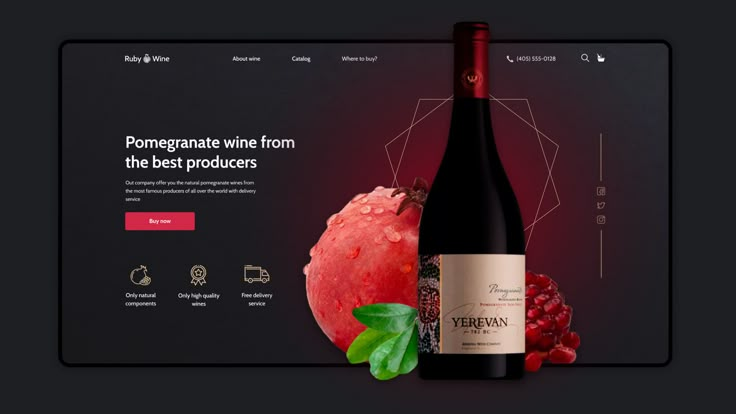 Ruby Wine
About wine
Catalog
Where to buy?
(405) 555-0128
Pomegranate wine from
the best producers
Out company offer you the natural pomegranate wines from
the most famous producers of all over the world with delivery
service
Buy now
Only natural
components
Only high quality
wines
Free delivery
service
Pomegranate
YEREVAN
782 BC